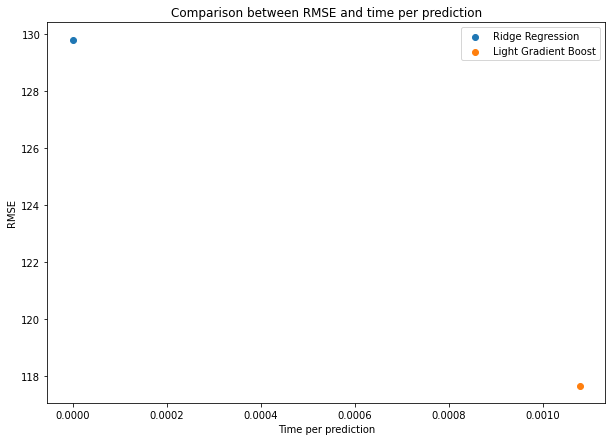 Comparison between RMSE and time per prediction
Ridge Regression
Light Gradient Boost
130
128
126
124
122
120
118
RMSE
0.0000
0.0002
0.0004
0.0006
0.0008
0.0010
Time per prediction